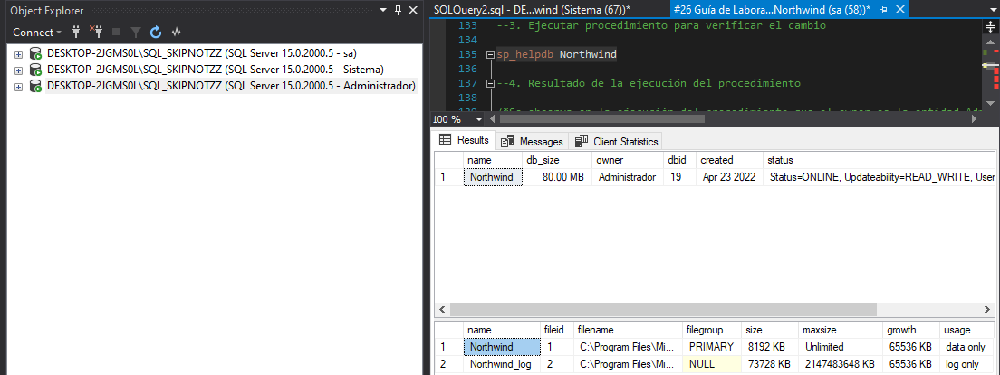 Object Explorer
Connect
DESKTOP-2JGMS0L\SQL_SKIPNOTZZ (SQL Server 15.0.2000.5 - sa)
DESKTOP-2JGMS0L\SQL_SKIPNOTZZ (SQL Server 15.0.2000.5 - Sistema)
DESKTOP-2JGMS0L\SQL_SKIPNOTZZ (SQL Server 15.0.2000.5 - Administrador)
SQLQuery2.sql - DE...wind (Sistema (67))* #26 Guía de Labora...Northwind (sa (58))*
133 --3. Ejecutar procedimiento para verificar el cambio
134
135 sp_helpdb Northwind
136
137 --4. Resultado de la ejecución del procedimiento
138
100 %
Results Messages Client Statistics
name db_size owner dbid created status
1 Northwind 80.00 MB Administrador 19 Apr 23 2022 Status=ONLINE, Updateability=READ_WRITE, User
name fileid filename filegroup size maxsize growth usage
1 Northwind 1 C:\Program Files\Mi... PRIMARY 8192 KB Unlimited 65536 KB data only
2 Northwind_log 2 C:\Program Files\Mi... NULL 73728 KB 2147483648 KB 65536 KB log only